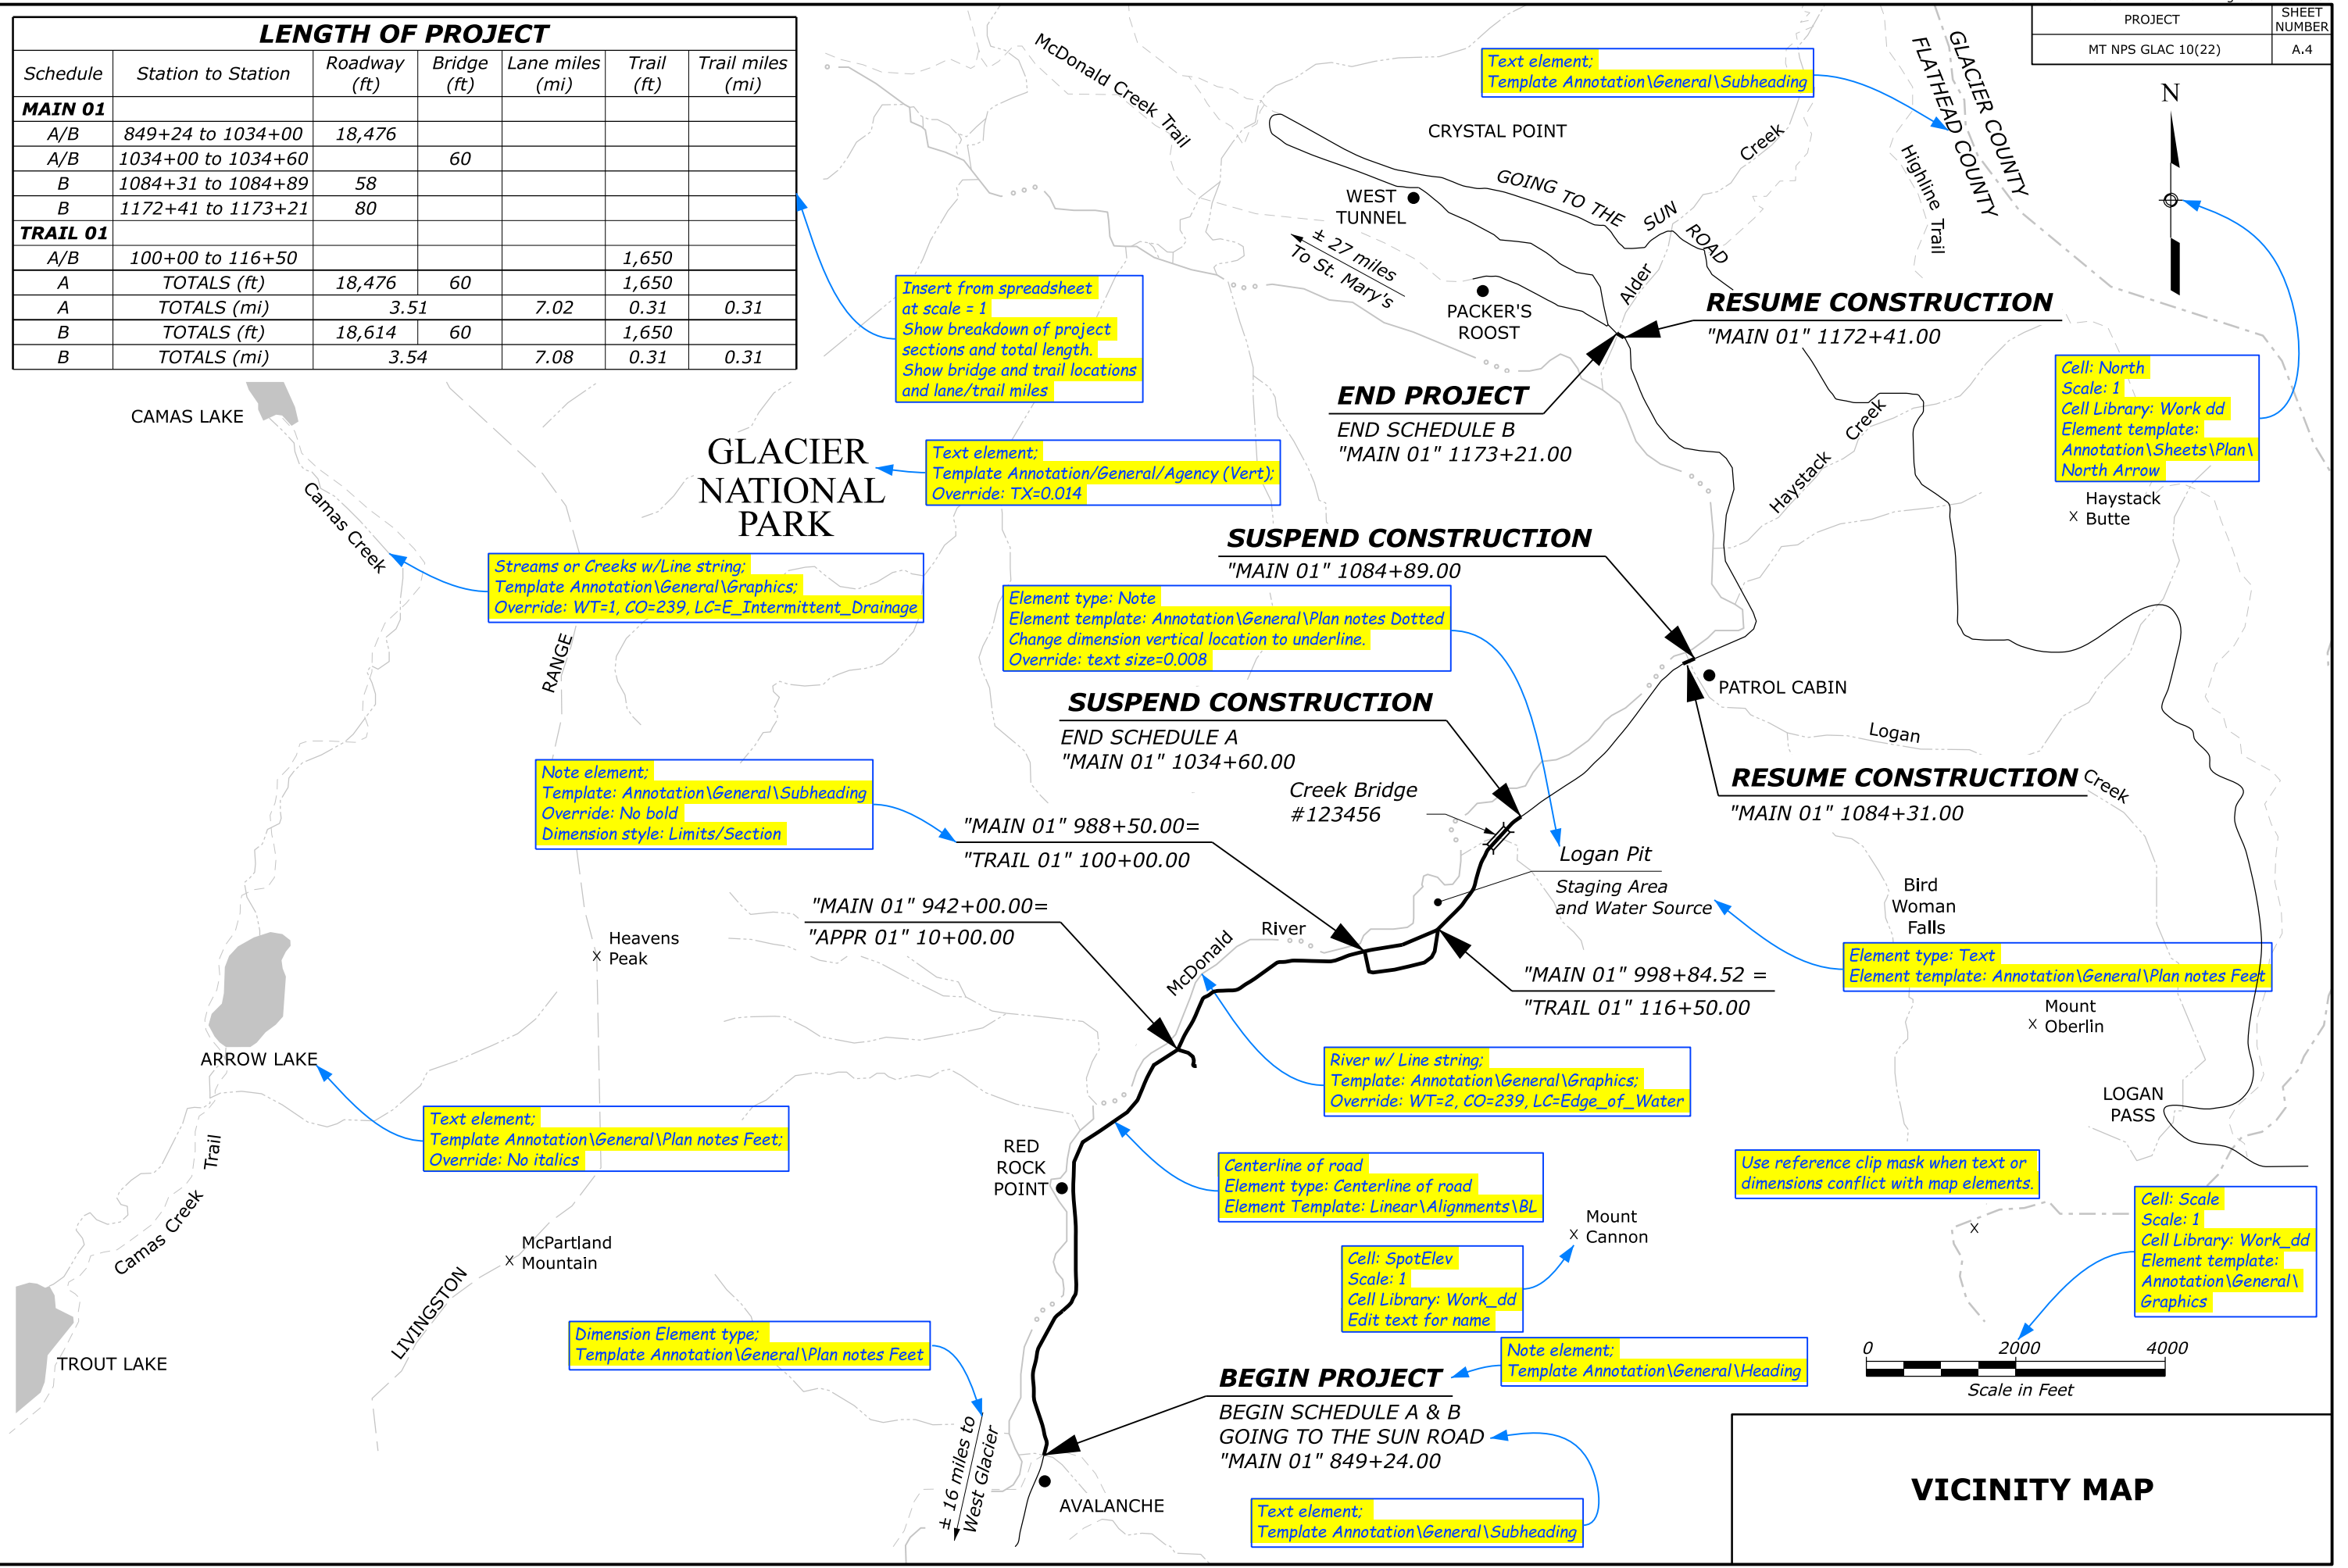 PROJECT
SHEET
NUMBER
MT NPS GLAC 10(22)
A.4
LENGTH OF PROJECT
Schedule Station to Station Roadway (ft) Bridge (ft) Lane miles (mi) Trail (ft) Trail miles (mi)
MAIN 01
A/B 849+24 to 1034+00 18,476
A/B 1034+00 to 1034+60 60
B 1084+31 to 1084+89 58
B 1172+41 to 1173+21 80
TRAIL 01
A/B 100+00 to 116+50 1,650
A TOTALS (ft) 18,476 60 1,650
A TOTALS (mi) 3.51 7.02 0.31 0.31
B TOTALS (ft) 18,614 60 1,650
B TOTALS (mi) 3.54 7.08 0.31 0.31
McDonald Creek Trail
Text element;
Template Annotation\General\Subheading
GLACIER COUNTY
FLATHEAD COUNTY
N
CRYSTAL POINT
Creek
Highline Trail
WEST
TUNNEL
GOING TO THE SUN ROAD
± 27 miles
To St. Mary's
Alder
PACKER'S
ROOST
RESUME CONSTRUCTION
"MAIN 01" 1172+41.00
Insert from spreadsheet
at scale = 1
Show breakdown of project
sections and total length.
Show bridge and trail locations
and lane/trail miles
Cell: North
Scale: 1
Cell Library: Work dd
Element template:
Annotation\Sheets\Plan\
North Arrow
END PROJECT
END SCHEDULE B
"MAIN 01" 1173+21.00
CAMAS LAKE
GLACIER
NATIONAL
PARK
Text element;
Template Annotation/General/Agency (Vert);
Override: TX=0.014
Haystack Creek
Haystack
X Butte
Camas Creek
Streams or Creeks w/Line string;
Template Annotation\General\Graphics;
Override: WT=1, CO=239, LC=E_Intermittent_Drainage
SUSPEND CONSTRUCTION
"MAIN 01" 1084+89.00
Element type: Note
Element template: Annotation\General\Plan notes Dotted
Change dimension vertical location to underline.
Override: text size=0.008
RANGE
PATROL CABIN
SUSPEND CONSTRUCTION
END SCHEDULE A
"MAIN 01" 1034+60.00
Logan
Creek
RESUME CONSTRUCTION
"MAIN 01" 1084+31.00
Note element;
Template: Annotation\General\Subheading
Override: No bold
Dimension style: Limits/Section
Creek Bridge
#123456
"MAIN 01" 988+50.00=
"TRAIL 01" 100+00.00
Logan Pit
Staging Area
and Water Source
Bird
Woman
Falls
"MAIN 01" 942+00.00=
"APPR 01" 10+00.00
Heavens
X Peak
McDonald River
Element type: Text
Element template: Annotation\General\Plan notes Feet
"MAIN 01" 998+84.52 =
"TRAIL 01" 116+50.00
Mount
X Oberlin
ARROW LAKE
River w/ Line string;
Template: Annotation\General\Graphics;
Override: WT=2, CO=239, LC=Edge_of_Water
LOGAN
PASS
Text element;
Template Annotation\General\Plan notes Feet;
Override: No italics
RED
ROCK
POINT
Centerline of road
Element type: Centerline of road
Element Template: Linear\Alignments\BL
Use reference clip mask when text or
dimensions conflict with map elements.
Camas Creek Trail
Cell: Scale
Scale: 1
Cell Library: Work_dd
Element template:
Annotation\General\
Graphics
X
Mount
X Cannon
McPartland
X Mountain
Cell: SpotElev
Scale: 1
Cell Library: Work_dd
Edit text for name
LIVINGSTON
TROUT LAKE
Dimension Element type;
Template Annotation\General\Plan notes Feet
Note element;
Template Annotation\General\Heading
0 2000 4000
Scale in Feet
BEGIN PROJECT
BEGIN SCHEDULE A & B
GOING TO THE SUN ROAD
"MAIN 01" 849+24.00
± 16 miles to
West Glacier
AVALANCHE
Text element;
Template Annotation\General\Subheading
VICINITY MAP